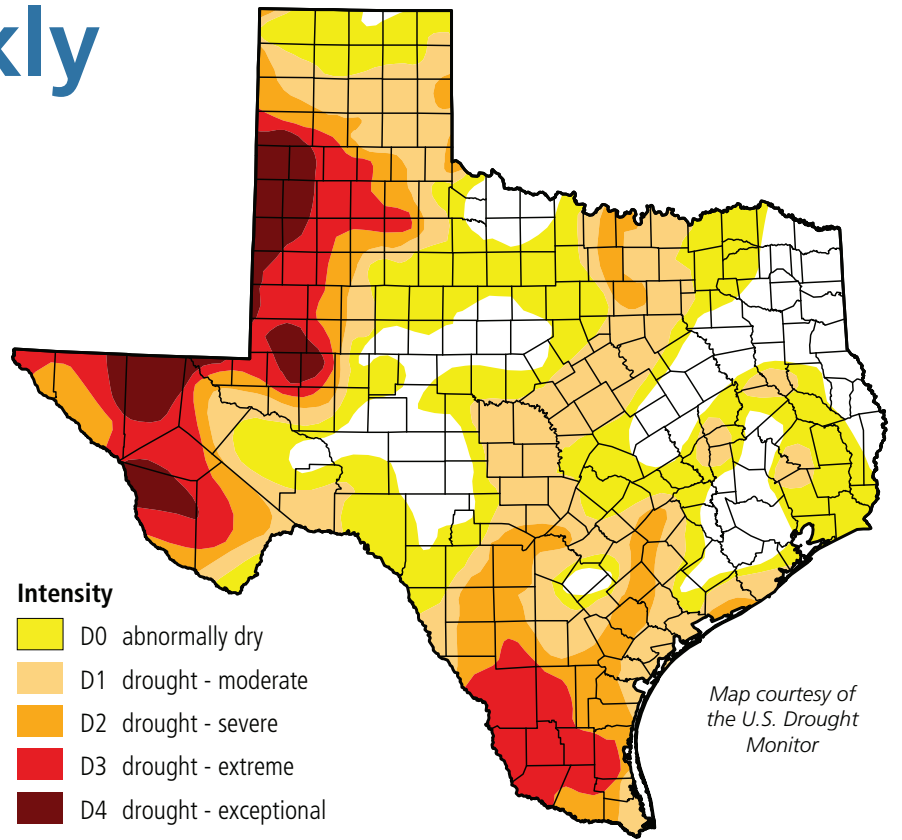 kly
Intensity
D0 abnormally dry
D1 drought - moderate
D2 drought - severe
D3 drought - extreme
D4 drought - exceptional
Map courtesy of
the U.S. Drought
Monitor